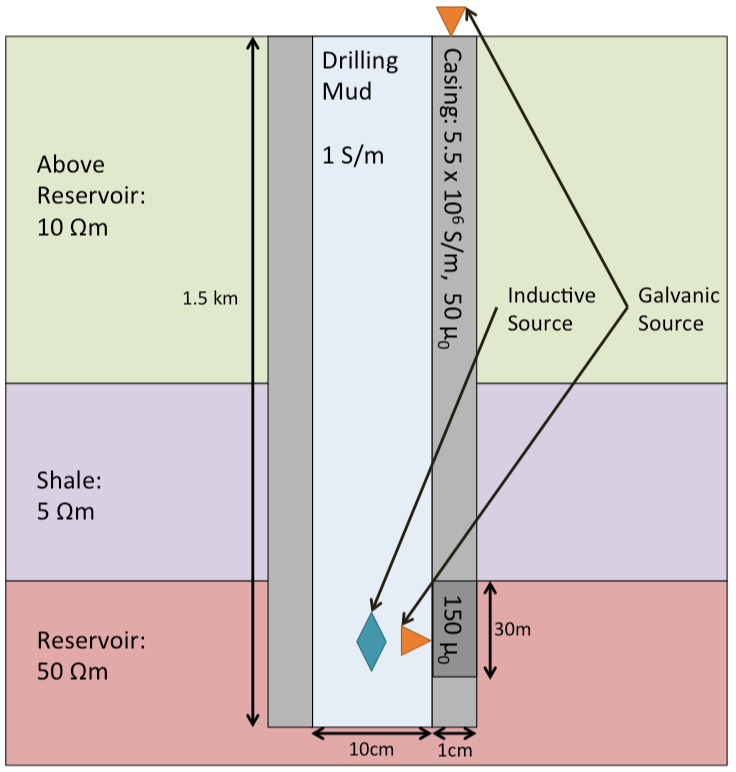 Drilling
Mud
1 S/m
Casing: 5.5 x 10⁶ S/m, 50 μ₀
Above
Reservoir:
10 Ωm
1.5 km
Inductive
Source
Galvanic
Source
Shale:
5 Ωm
Reservoir:
50 Ωm
150 μ₀
30m
10cm
1cm